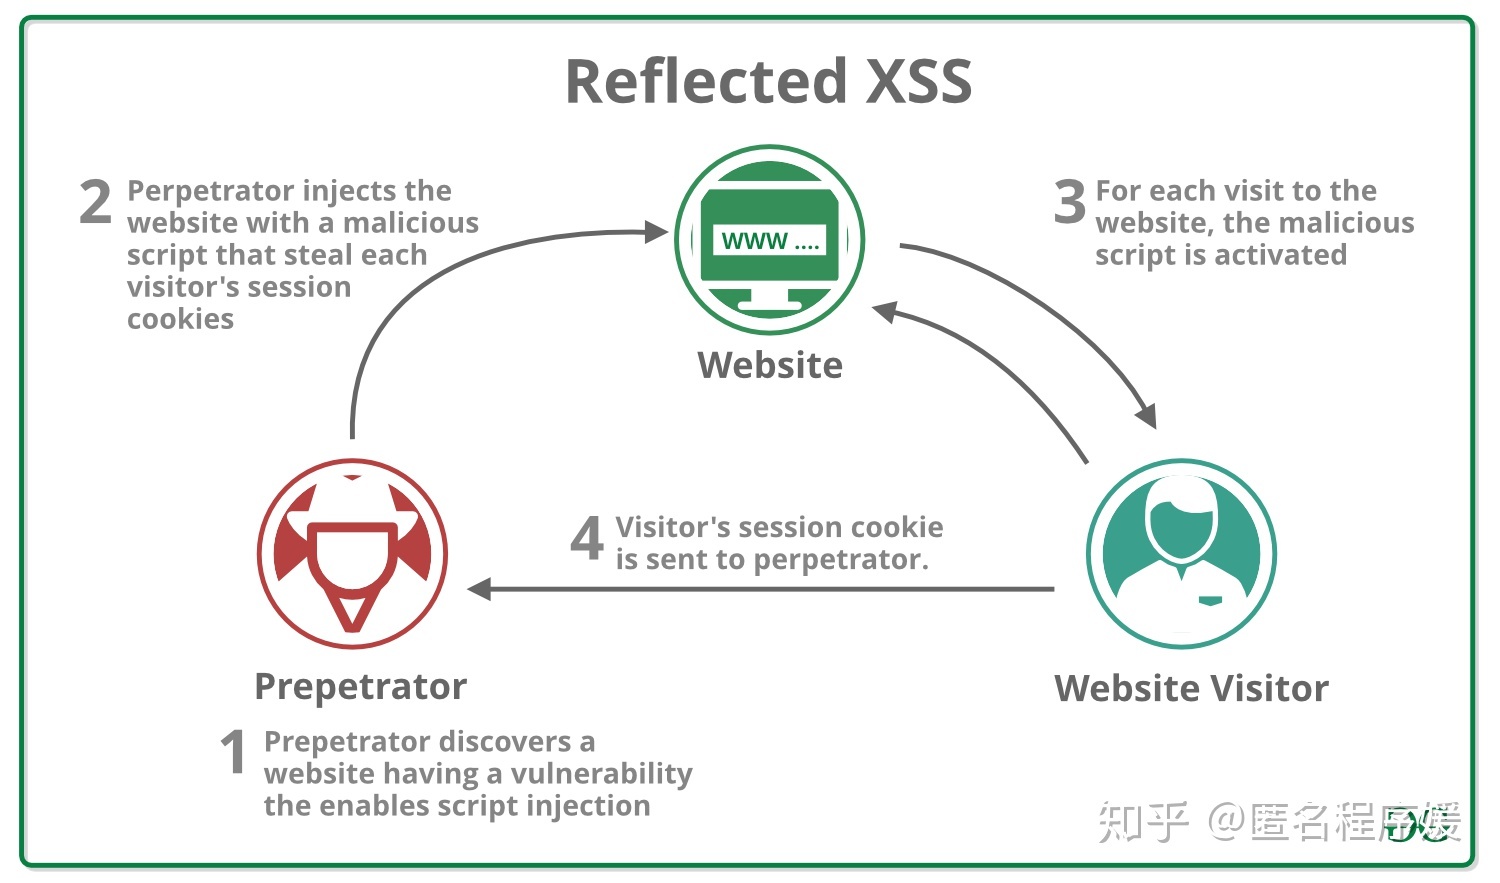 Reflected XSS
2 Perpetrator injects the
website with a malicious
script that steal each
visitor's session
cookies
WWW ....
Website
3 For each visit to the
website, the malicious
script is activated
4 Visitor's session cookie
is sent to perpetrator.
Prepetrator
Website Visitor
1 Prepetrator discovers a
website having a vulnerability
the enables script injection
知乎 @匿名程序媛